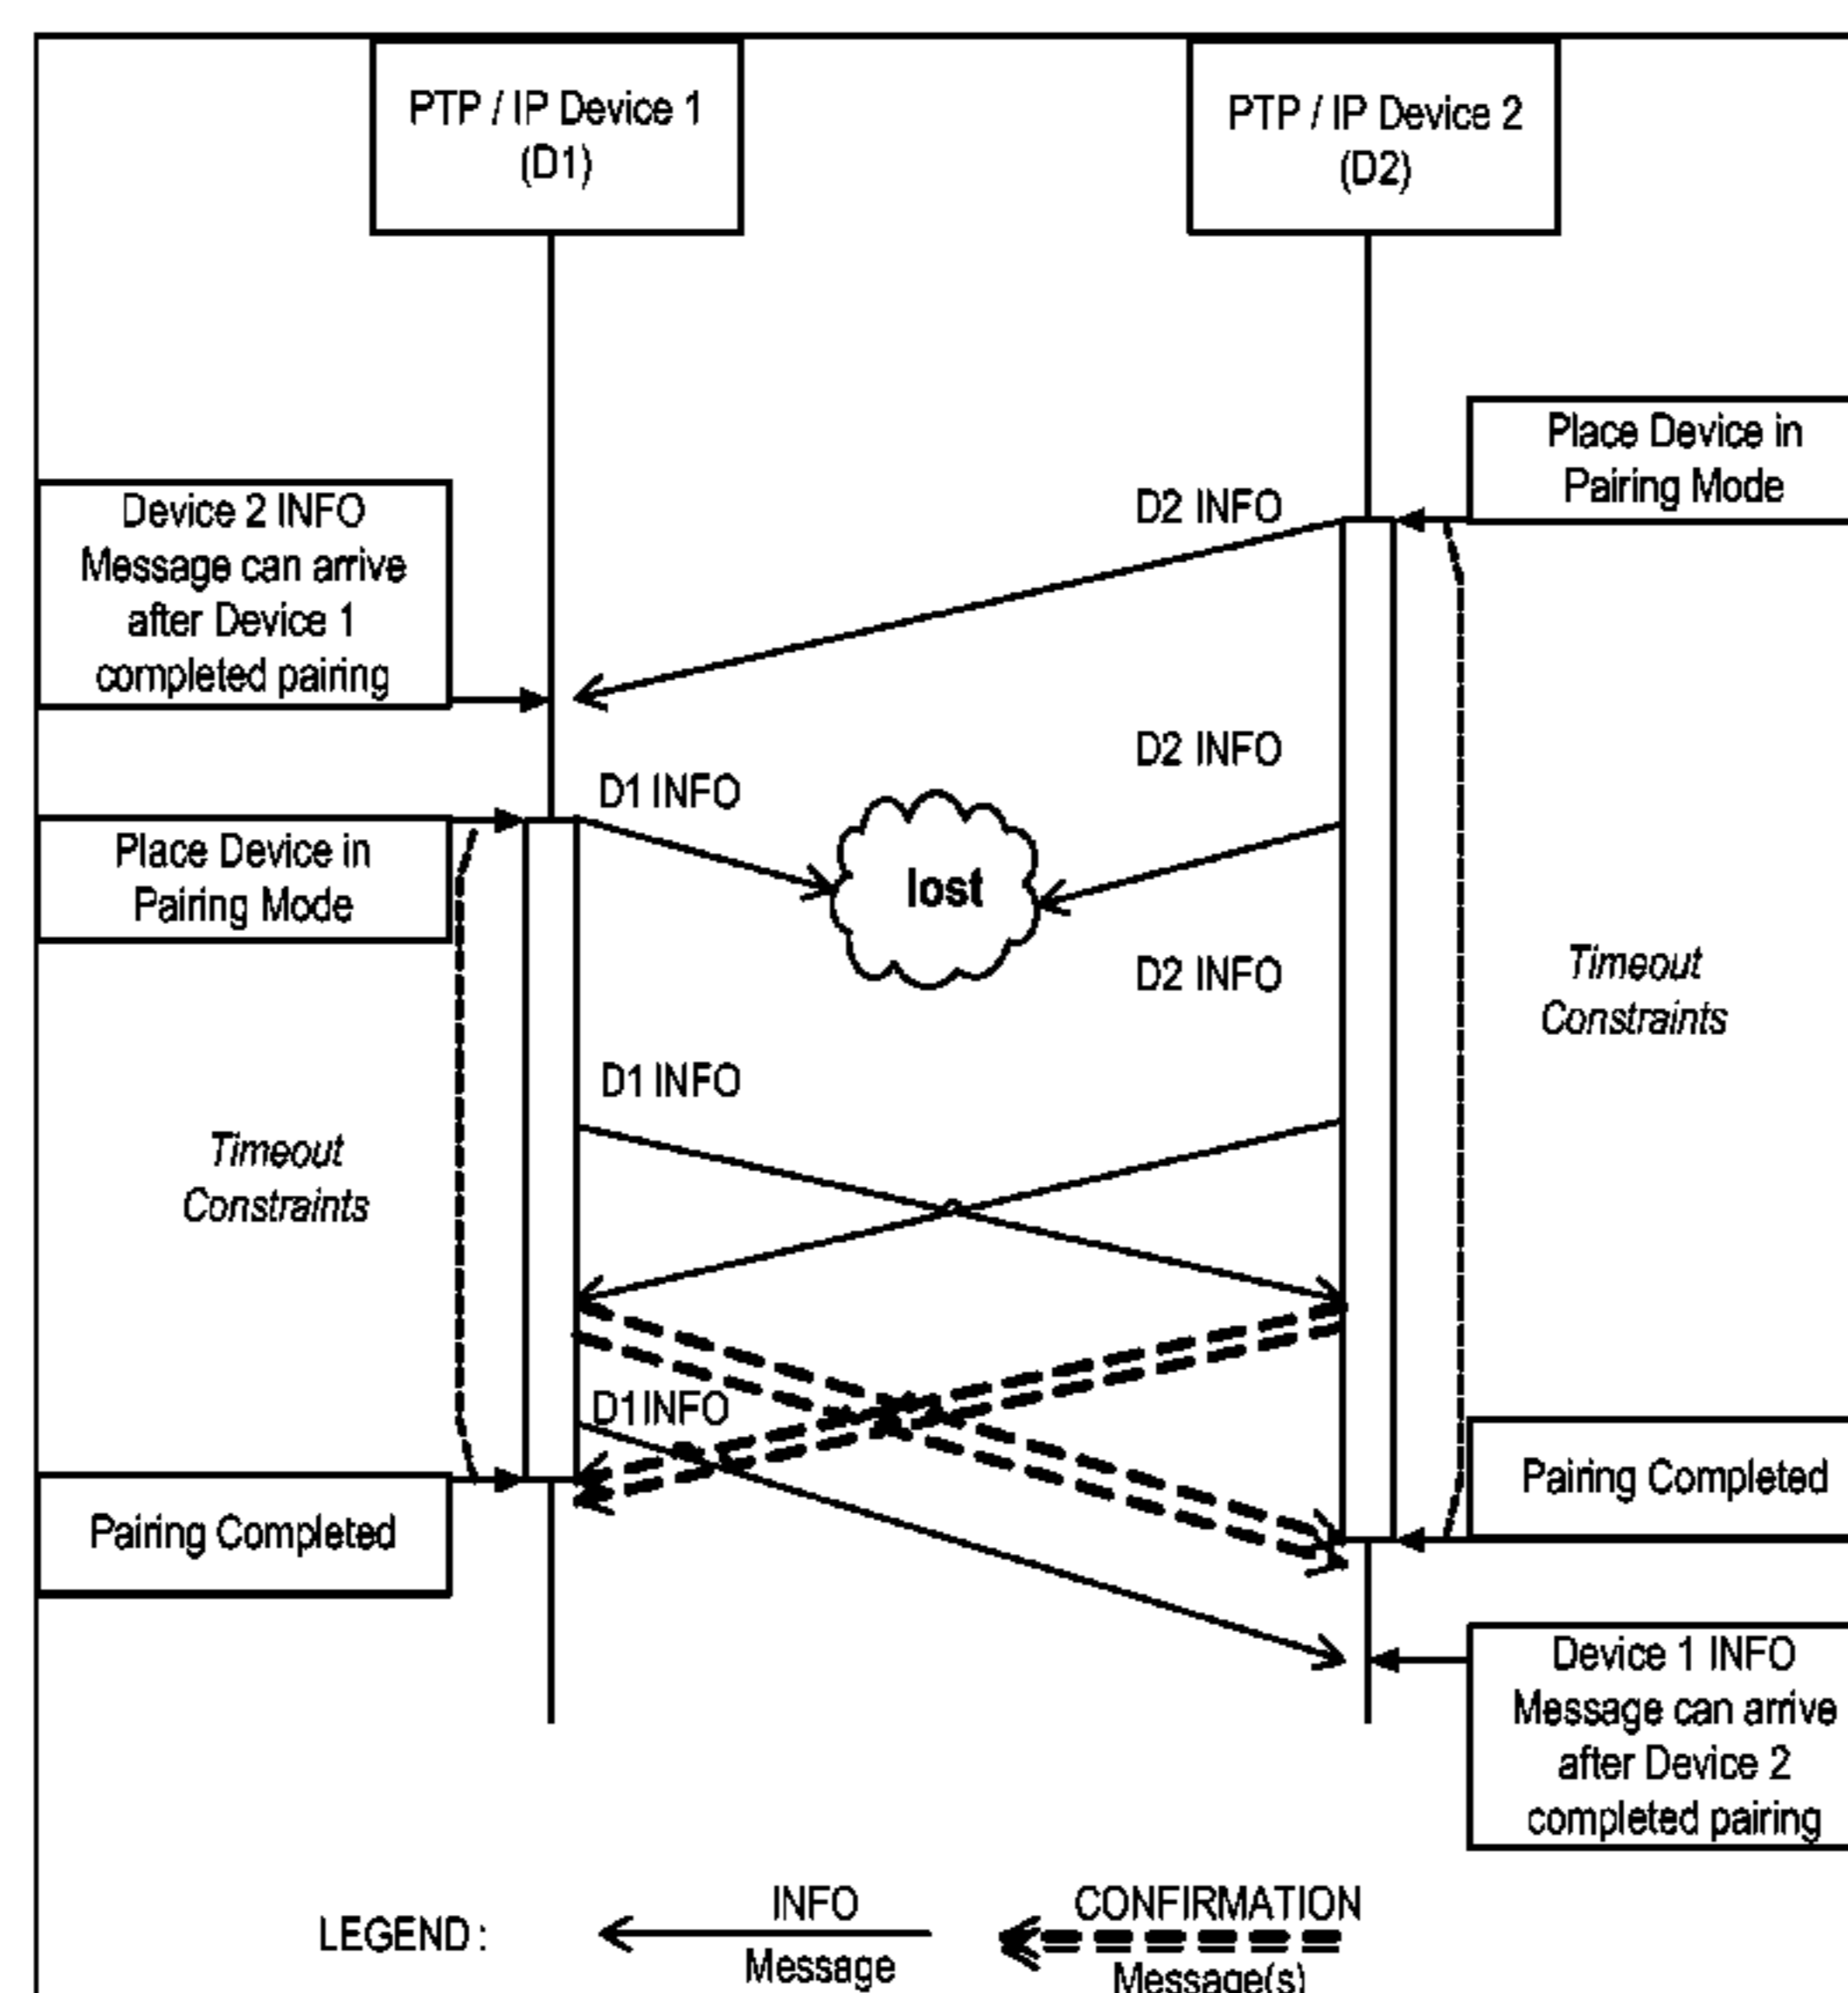 PTP / IP Device 1
(D1)
PTP / IP Device 2
(D2)
Place Device in
Pairing Mode
Device 2 INFO
Message can arrive
after Device 1
completed pairing
D2 INFO
D2 INFO
D1 INFO
Place Device in
Pairing Mode
lost
D2 INFO
Timeout
Constraints
D1 INFO
Timeout
Constraints
D1 INFO
Pairing Completed
Pairing Completed
Device 1 INFO
Message can arrive
after Device 2
completed pairing
LEGEND :
INFO
Message
CONFIRMATION
Message(s)